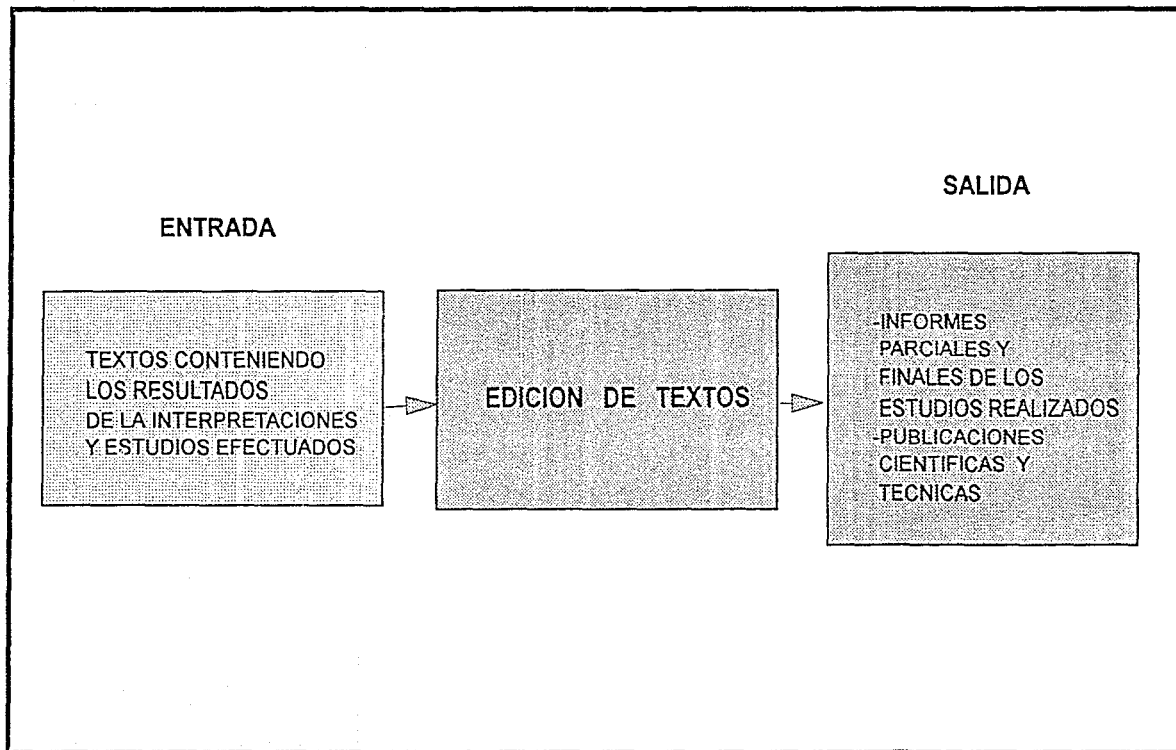 ENTRADA
TEXTOS CONTENIENDO
LOS RESULTADOS
DE LA INTERPRETACIONES
Y ESTUDIOS EFECTUADOS
EDICION DE TEXTOS
SALIDA
-INFORMES
PARCIALES Y
FINALES DE LOS
ESTUDIOS REALIZADOS
-PUBLICACIONES
CIENTIFICAS Y
TECNICAS